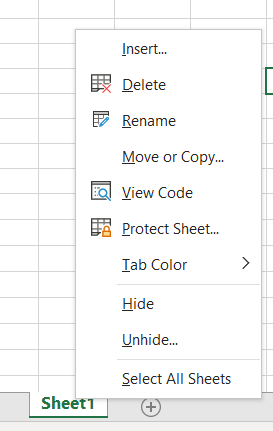 Insert...
Delete
Rename
Move or Copy...
View Code
Protect Sheet...
Tab Color
Hide
Unhide...
Select All Sheets
Sheet1